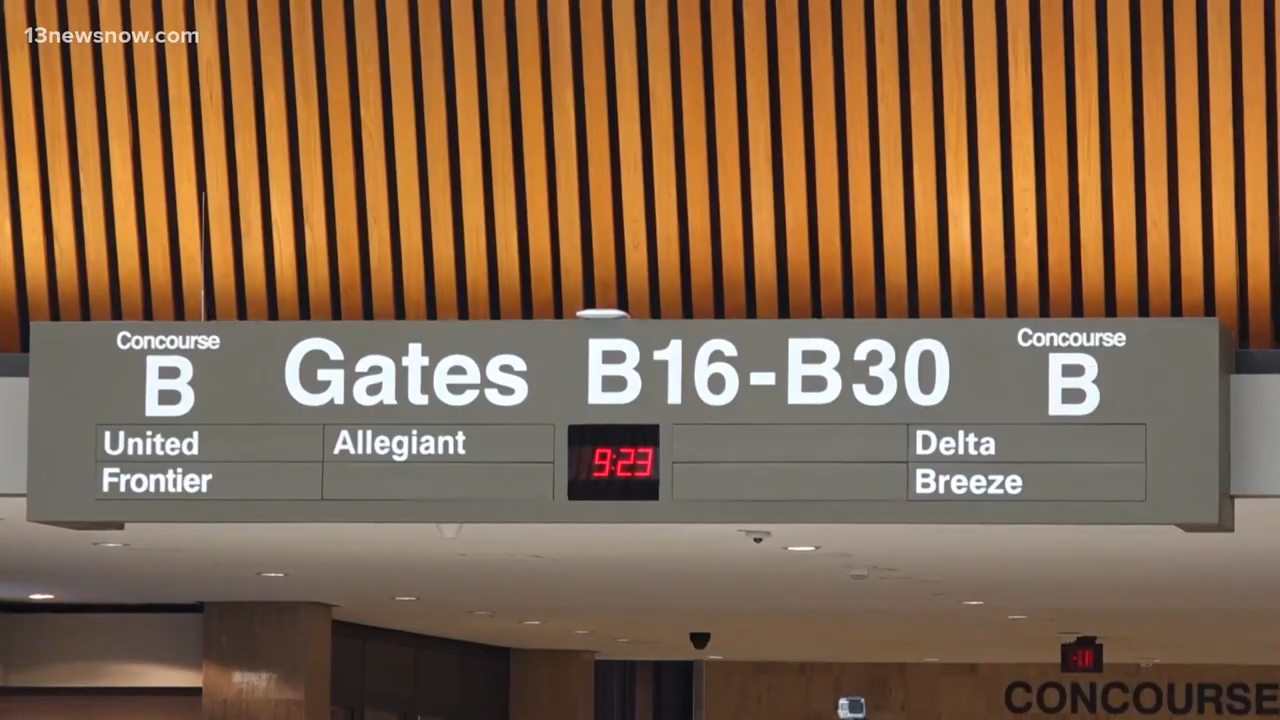 13newsnow.com
Concourse
B
Gates B16-B30
Concourse
B
United
Allegiant
Frontier
9:23
Delta
Breeze
CONCOURSE